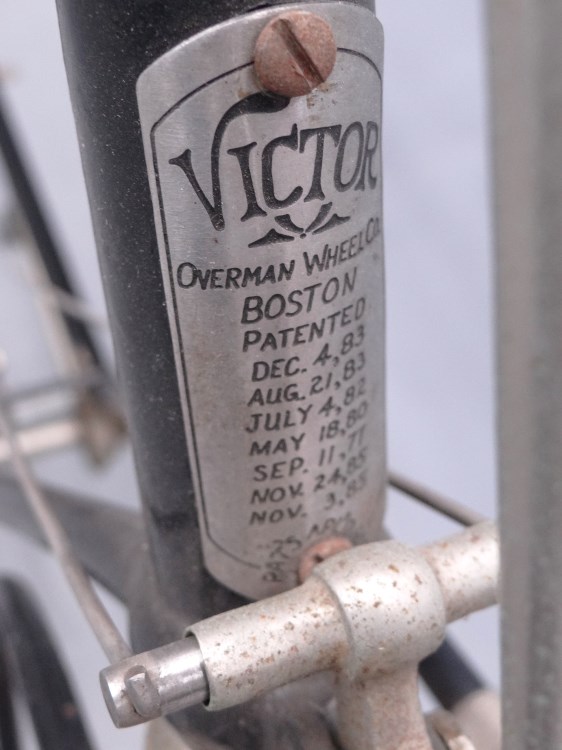 VICTOR
OVERMAN WHEEL CO.
BOSTON
PATENTED
DEC. 4, 83
AUG. 21, 83
JULY 4, 82
MAY 18, 80
SEP. 11, 77
NOV. 24, 85
NOV. 3, 85